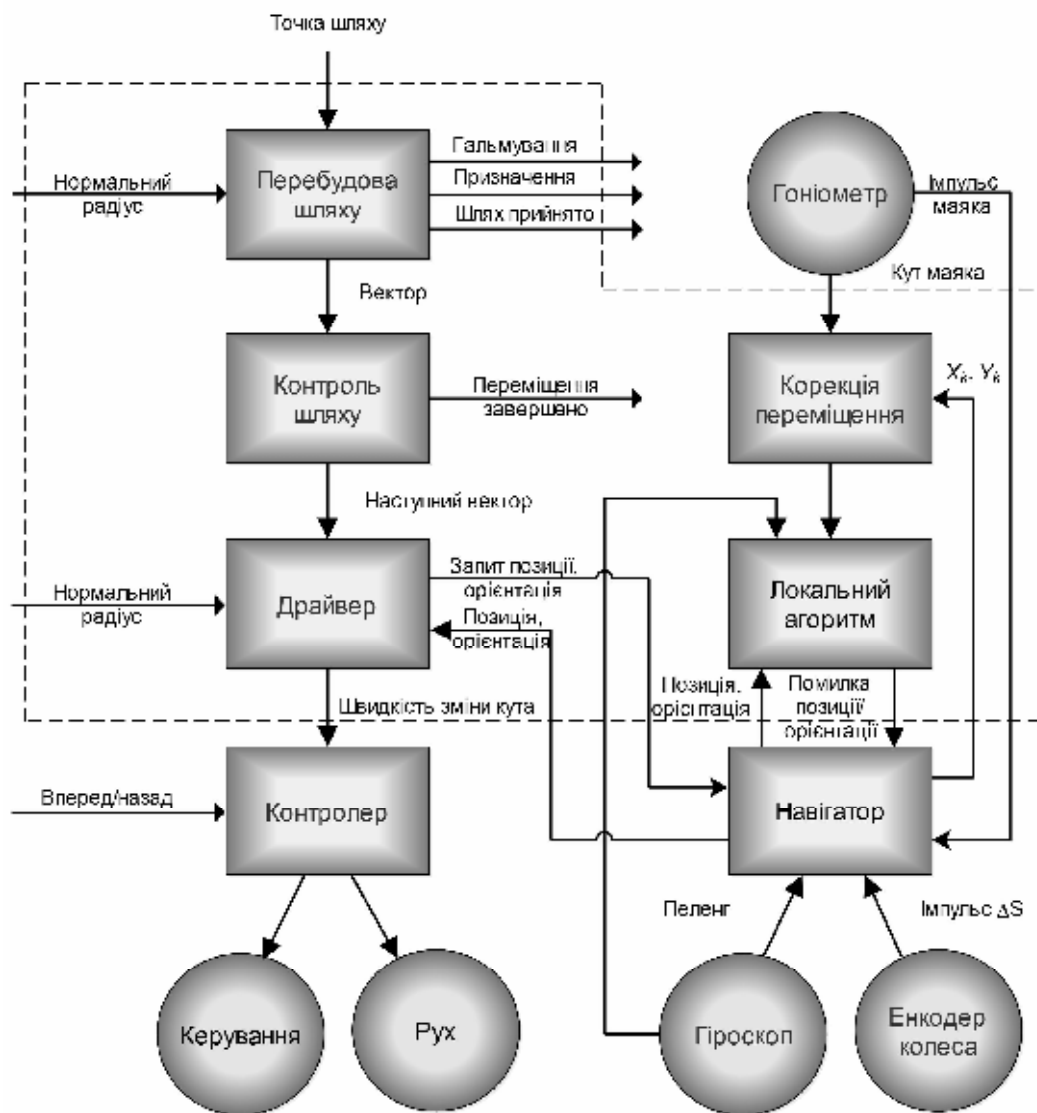 Точка шляху
Нормальний
радіус
Перебудова
шляху
Гальмування
Призначення
Шлях прийнято
Гоніометр
Імпульс
маяка
Вектор
Кут маяка
Контроль
шляху
Переміщення
завершено
Корекція
переміщення
Наступний вектор
Нормальний
радіус
Драйвер
Запит позиції,
орієнтація
Позиція,
орієнтація
Локальний
агоритм
Швидкість зміни кута
Позиція,
орієнтація
Помилка
позиції/
орієнтації
Вперед/назад
Контролер
Навігатор
Пеленг
Імпульс ΔS
Керування
Рух
Гіроскоп
Енкодер
колеса